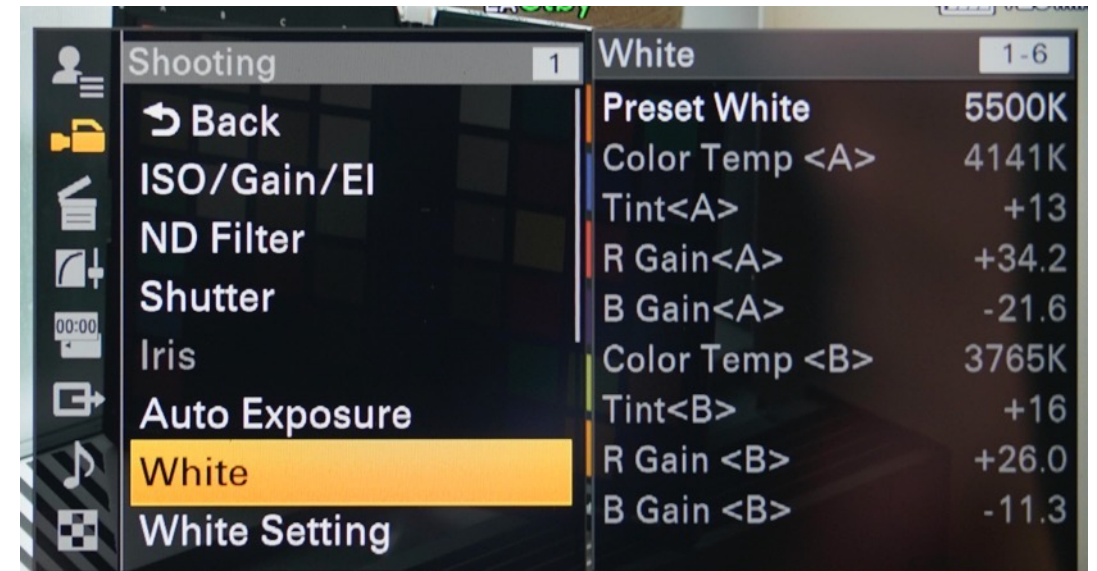 Shooting 1
Back
ISO/Gain/EI
ND Filter
Shutter
Iris
Auto Exposure
White
White Setting
00:00
White 1-6
Preset White 5500K
Color Temp <A> 4141K
Tint<A> +13
R Gain<A> +34.2
B Gain<A> -21.6
Color Temp <B> 3765K
Tint<B> +16
R Gain <B> +26.0
B Gain <B> -11.3